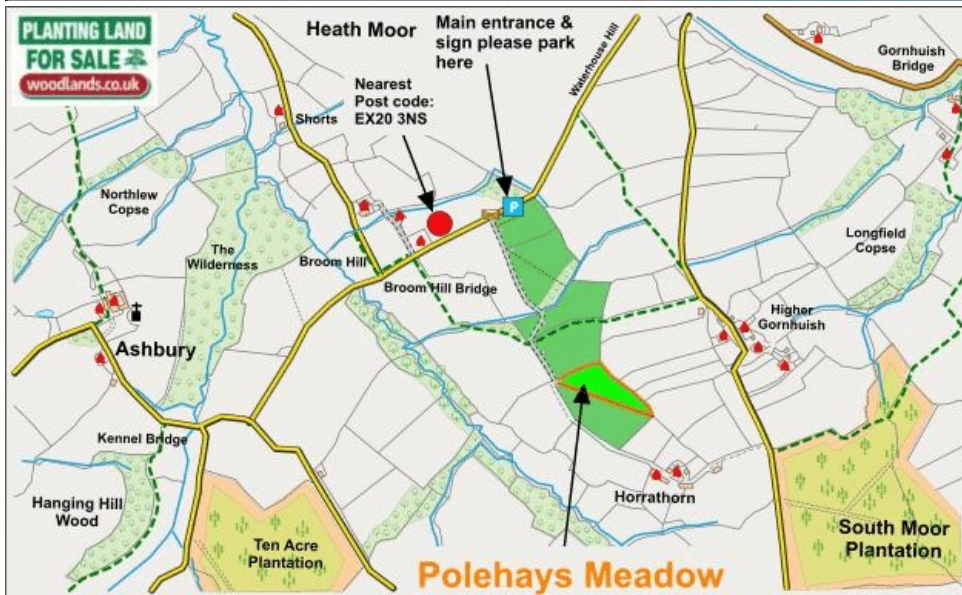 PLANTING LAND
FOR SALE
woodlands.co.uk
Heath Moor
Main entrance &
sign please park
here
Waterhouse Hill
Gornhuish
Bridge
Nearest
Post code:
EX20 3NS
Shorts
P
Northlew
Copse
The
Wilderness
Broom Hill
Broom Hill Bridge
Longfield
Copse
Higher
Gornhuish
Ashbury
Kennel Bridge
Hanging Hill
Wood
Ten Acre
Plantation
Horrathorn
South Moor
Plantation
Polehays Meadow